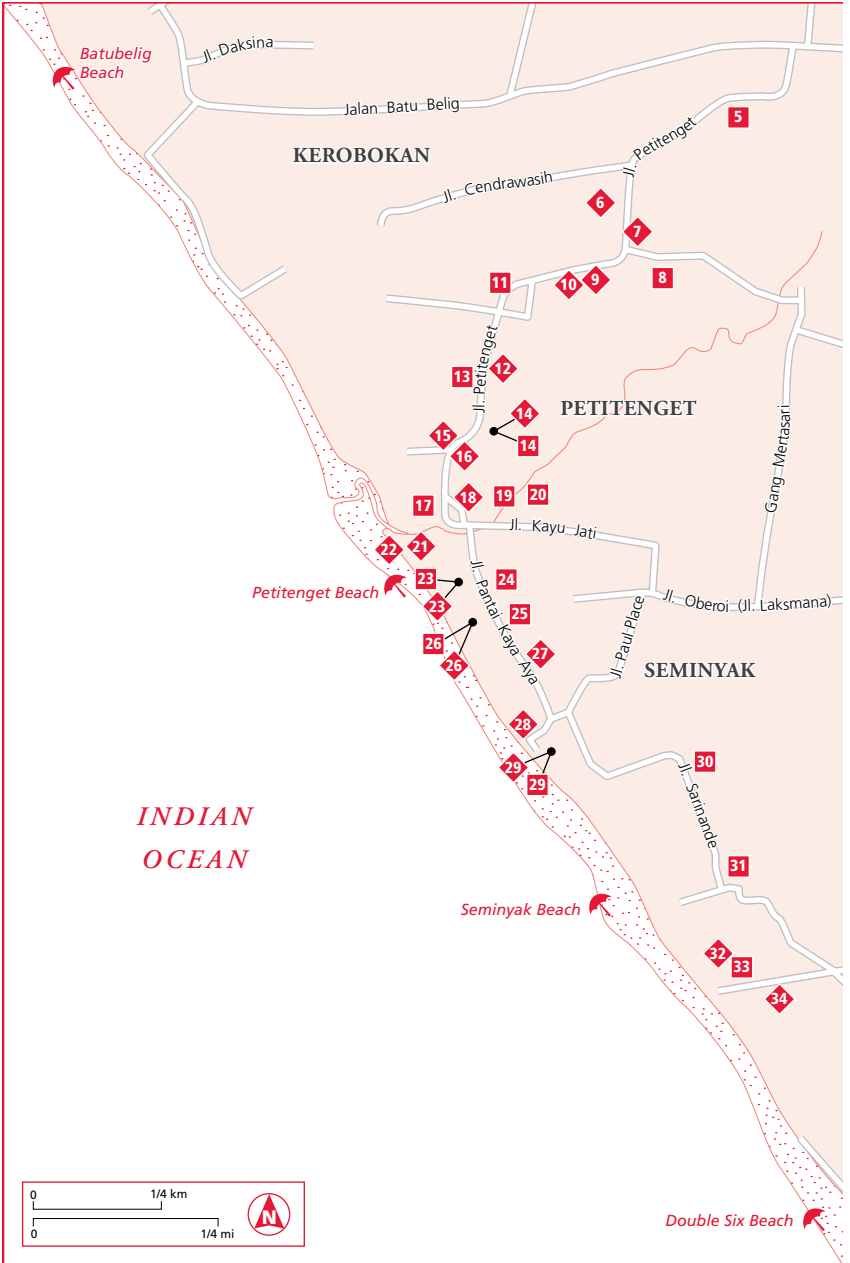 Batubelig
Beach
Jl. Daksina
Jalan Batu Belig
KEROBOKAN
Jl. Petitenget
5
Jl. Cendrawasih
6
7
8
9
10
11
12
13
Jl. Petitenget
PETITENGET
14
14
15
16
Gang Mertasari
17
18
19
20
Jl. Kayu Jati
21
22
Petitenget Beach
23
23
24
25
Jl. Pantai Kaya Aya
Jl. Oberoi (Jl. Laksmana)
Jl. Paul Place
26
26
27
SEMINYAK
28
29
29
30
Jl. Sarinande
INDIAN
OCEAN
31
Seminyak Beach
32
33
34
0 1/4 km
0 1/4 mi
N
Double Six Beach